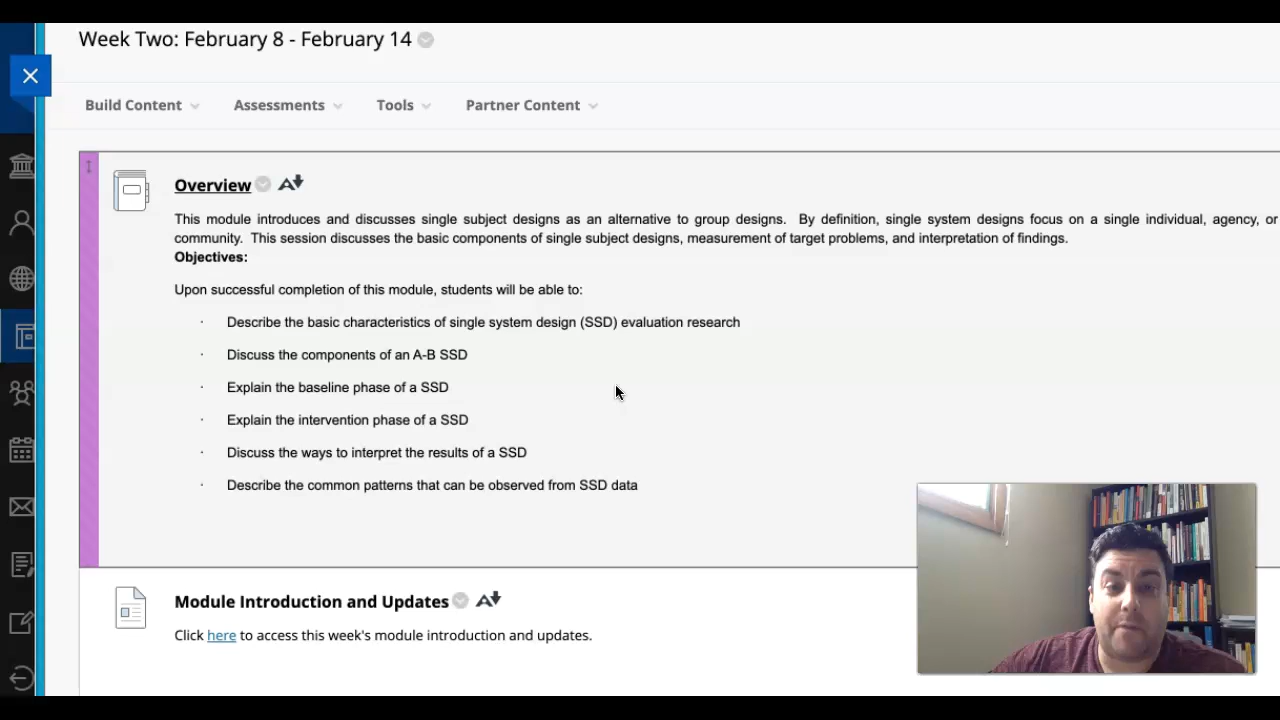 Week Two: February 8 - February 14
Build Content Assessments Tools Partner Content
Overview
This module introduces and discusses single subject designs as an alternative to group designs. By definition, single system designs focus on a single individual, agency, or
community. This session discusses the basic components of single subject designs, measurement of target problems, and interpretation of findings.
Objectives:
Upon successful completion of this module, students will be able to:
· Describe the basic characteristics of single system design (SSD) evaluation research
· Discuss the components of an A-B SSD
· Explain the baseline phase of a SSD
· Explain the intervention phase of a SSD
· Discuss the ways to interpret the results of a SSD
· Describe the common patterns that can be observed from SSD data
Module Introduction and Updates
Click here to access this week's module introduction and updates.